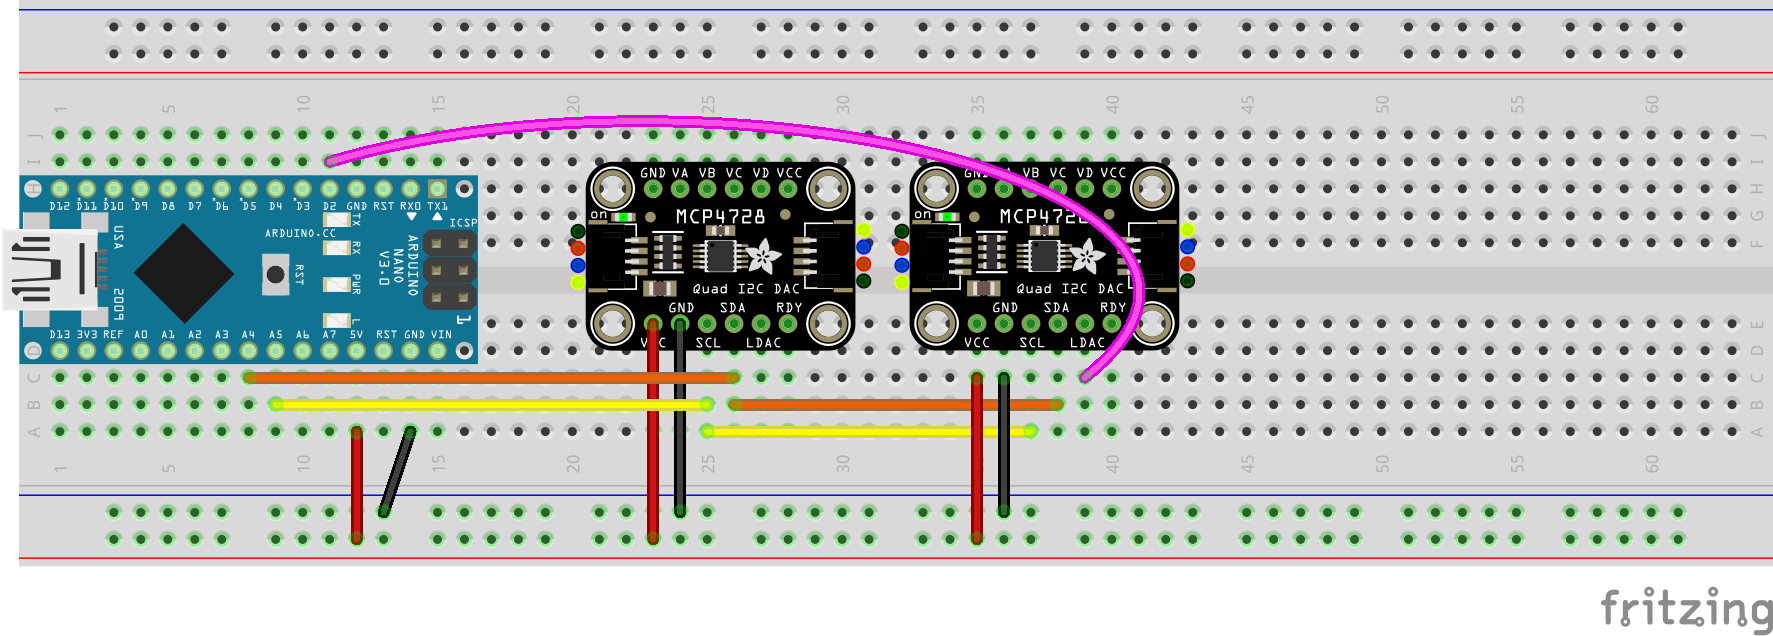 1 5 10 15 20 25 30 35 40 45 50 55 60
J J
I I
H H
G
F
D12 D11 D10 D9 D8 D7 D6 D5 D4 D3 D2 GND RST RX0 TX1
USA
2009
ARDUINO.CC
RST
TX
RX
PWR
L
ARDUINO
NANO
V3.0
ICSP
1
D13 3V3 REF A0 A1 A2 A3 A4 A5 A6 A7 5V RST GND VIN
GND VA VB VC VD VCC
on
MCP4728
Quad I2C DAC
GND SDA RDY
VCC SCL LDAC
GND VA VB VC VD VCC
on
MCP4728
Quad I2C DAC
GND SDA RDY
VCC SCL LDAC
E
D D
C C
B B
A A
1 5 10 15 20 25 30 35 40 45 50 55 60
fritzing